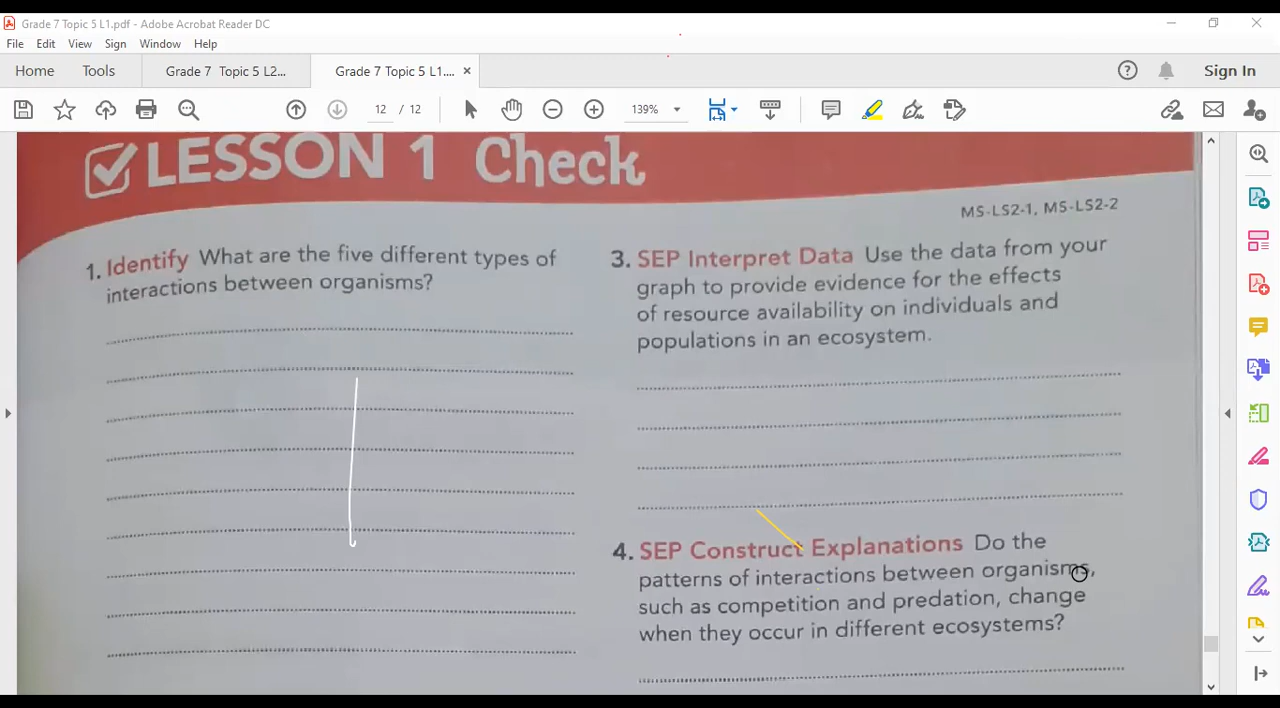 Grade 7 Topic 5 L1.pdf - Adobe Acrobat Reader DC
File Edit View Sign Window Help
Home Tools Grade 7 Topic 5 L2... Grade 7 Topic 5 L1.... × Sign In
12 / 12 139%
LESSON 1 Check
MS-LS2-1, MS-LS2-2
1. Identify What are the five different types of
interactions between organisms?
3. SEP Interpret Data Use the data from your
graph to provide evidence for the effects
of resource availability on individuals and
populations in an ecosystem.
4. SEP Construct Explanations Do the
patterns of interactions between organisms,
such as competition and predation, change
when they occur in different ecosystems?